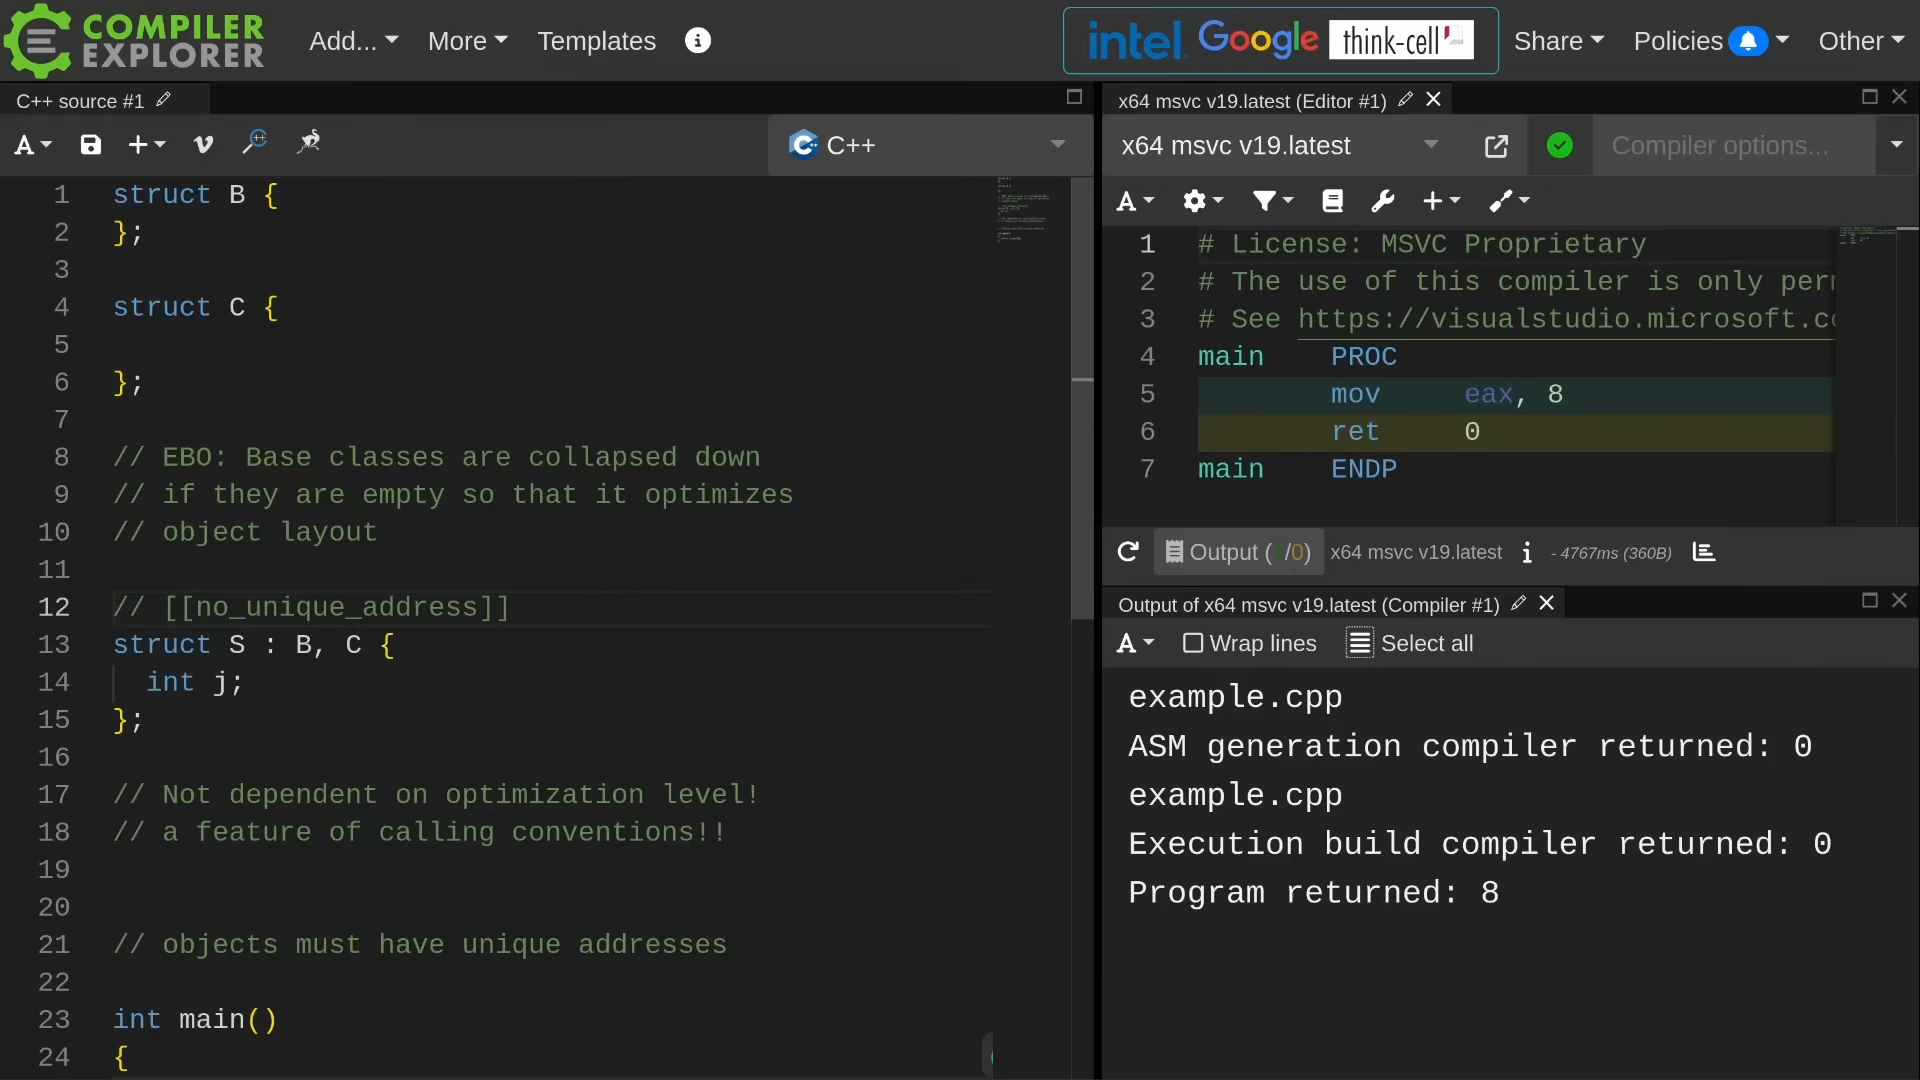 COMPILER
EXPLORER
Add...
More
Templates
intel.
Google
think-cell
Share
Policies
Other
C++ source #1
C++
1 struct B {
2 };
3
4 struct C {
5
6 };
7
8 // EBO: Base classes are collapsed down
9 // if they are empty so that it optimizes
10 // object layout
11
12 // [[no_unique_address]]
13 struct S : B, C {
14 int j;
15 };
16
17 // Not dependent on optimization level!
18 // a feature of calling conventions!!
19
20
21 // objects must have unique addresses
22
23 int main()
24 {
x64 msvc v19.latest (Editor #1)
x64 msvc v19.latest
Compiler options...
1 # License: MSVC Proprietary
2 # The use of this compiler is only
3 # See https://visualstudio.microsoft.
4 main PROC
5 mov eax, 8
6 ret 0
7 main ENDP
Output ( /0)
x64 msvc v19.latest
- 4767ms (360B)
Output of x64 msvc v19.latest (Compiler #1)
A
Wrap lines
Select all
example.cpp
ASM generation compiler returned: 0
example.cpp
Execution build compiler returned: 0
Program returned: 8